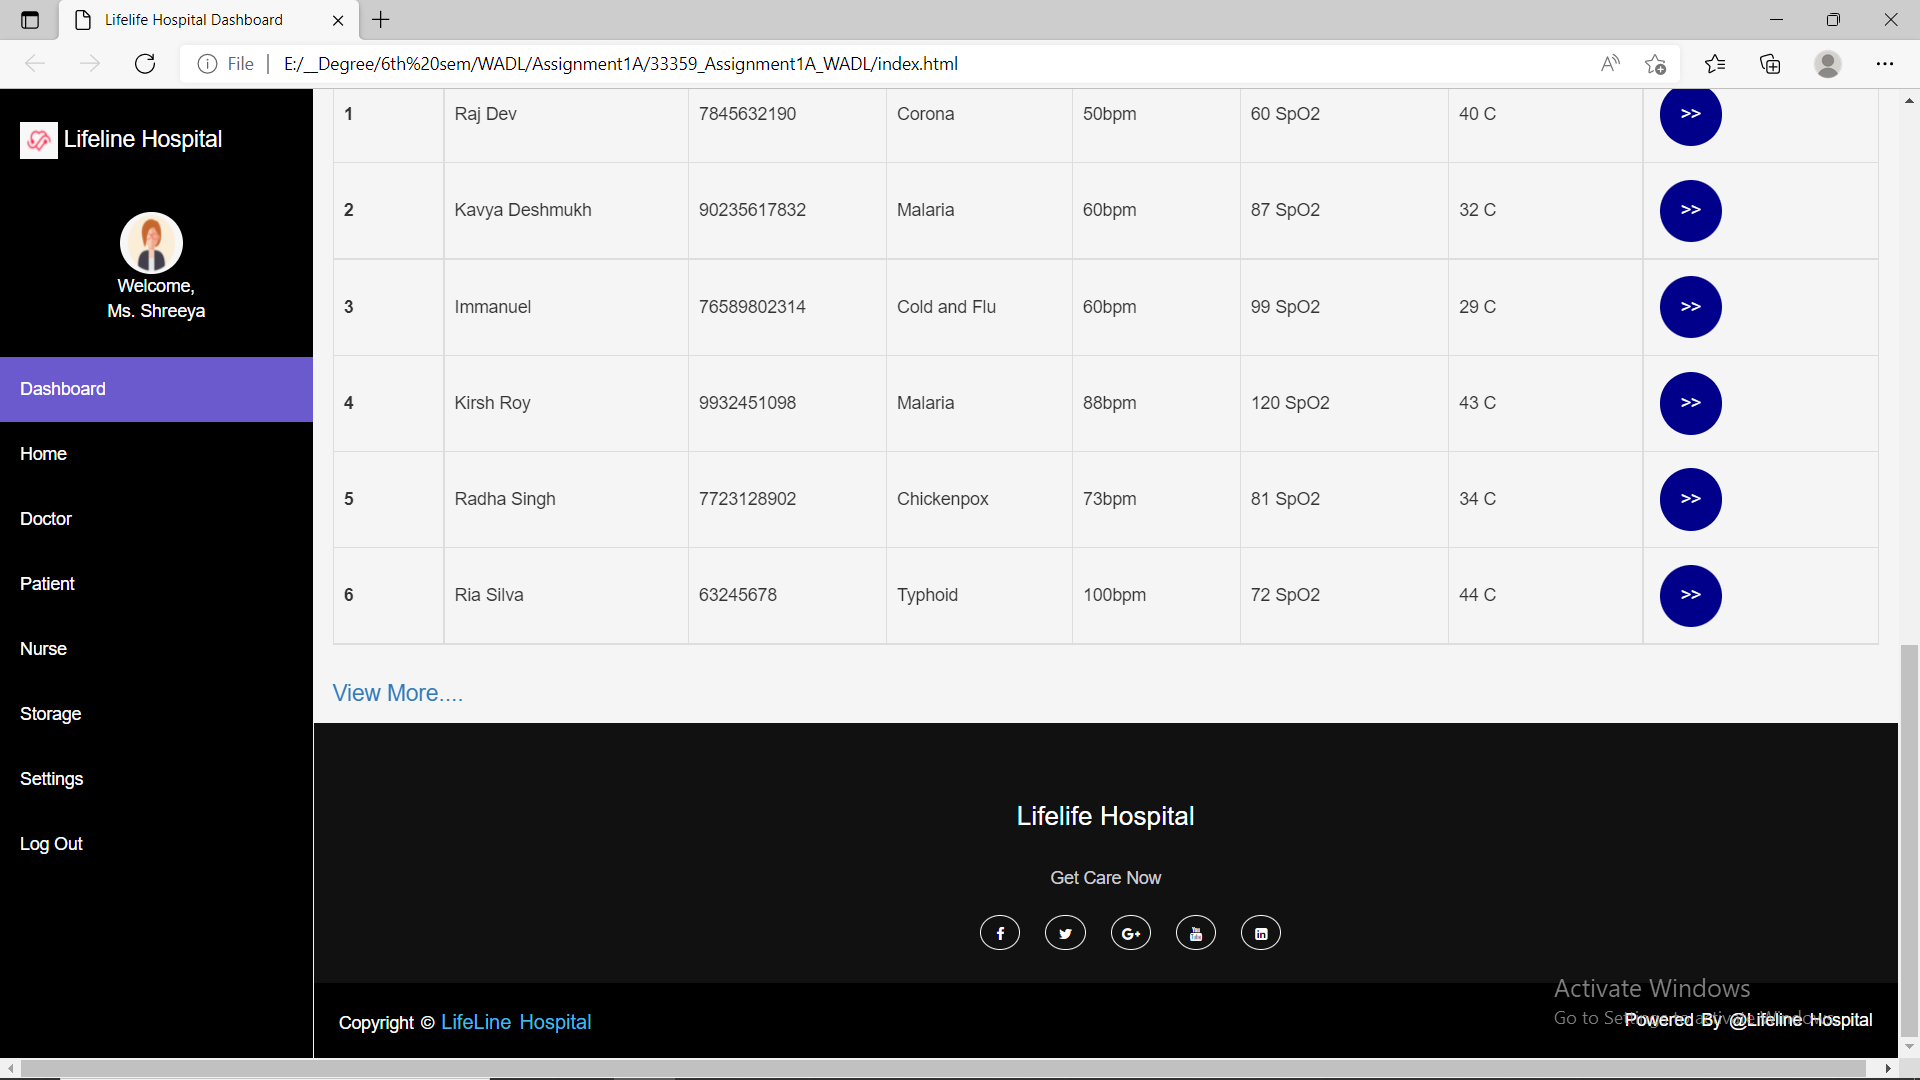 Lifelife Hospital Dashboard
File
E:/__Degree/6th%20sem/WADL/Assignment1A/33359_Assignment1A_WADL/index.html
Lifeline Hospital
Welcome,
Ms. Shreeya
Dashboard
Home
Doctor
Patient
Nurse
Storage
Settings
Log Out
1 Raj Dev 7845632190 Corona 50bpm 60 SpO2 40 C >>
2 Kavya Deshmukh 90235617832 Malaria 60bpm 87 SpO2 32 C >>
3 Immanuel 76589802314 Cold and Flu 60bpm 99 SpO2 29 C >>
4 Kirsh Roy 9932451098 Malaria 88bpm 120 SpO2 43 C >>
5 Radha Singh 7723128902 Chickenpox 73bpm 81 SpO2 34 C >>
6 Ria Silva 63245678 Typhoid 100bpm 72 SpO2 44 C >>
View More....
Lifelife Hospital
Get Care Now
Copyright © LifeLine Hospital
Activate Windows
Go to
Powered By @Lifeline Hospital